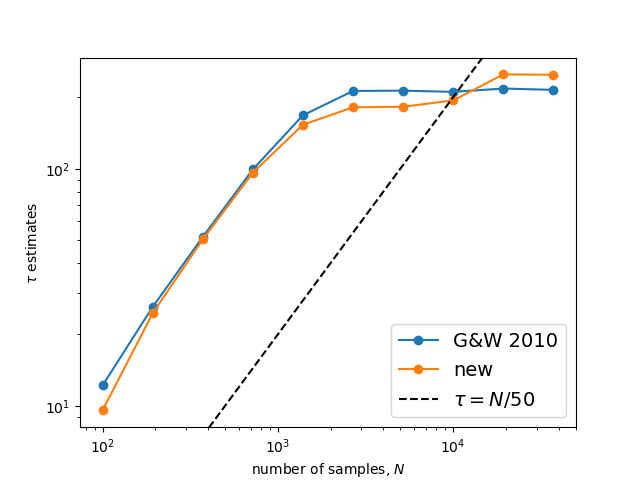 10²
10¹
τ estimates
10²
10³
10⁴
number of samples, N
G&W 2010
new
τ = N/50